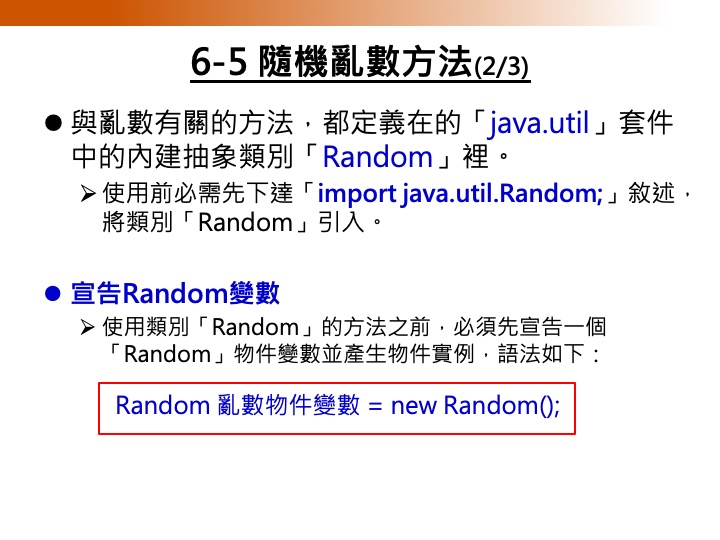 6-5 隨機亂數方法(2/3)
與亂數有關的方法，都定義在的「java.util」套件
中的內建抽象類別「Random」裡。
使用前必需先下達「import java.util.Random;」敘述，
將類別「Random」引入。
宣告Random變數
使用類別「Random」的方法之前，必須先宣告一個
「Random」物件變數並產生物件實例，語法如下：
Random 亂數物件變數 = new Random();